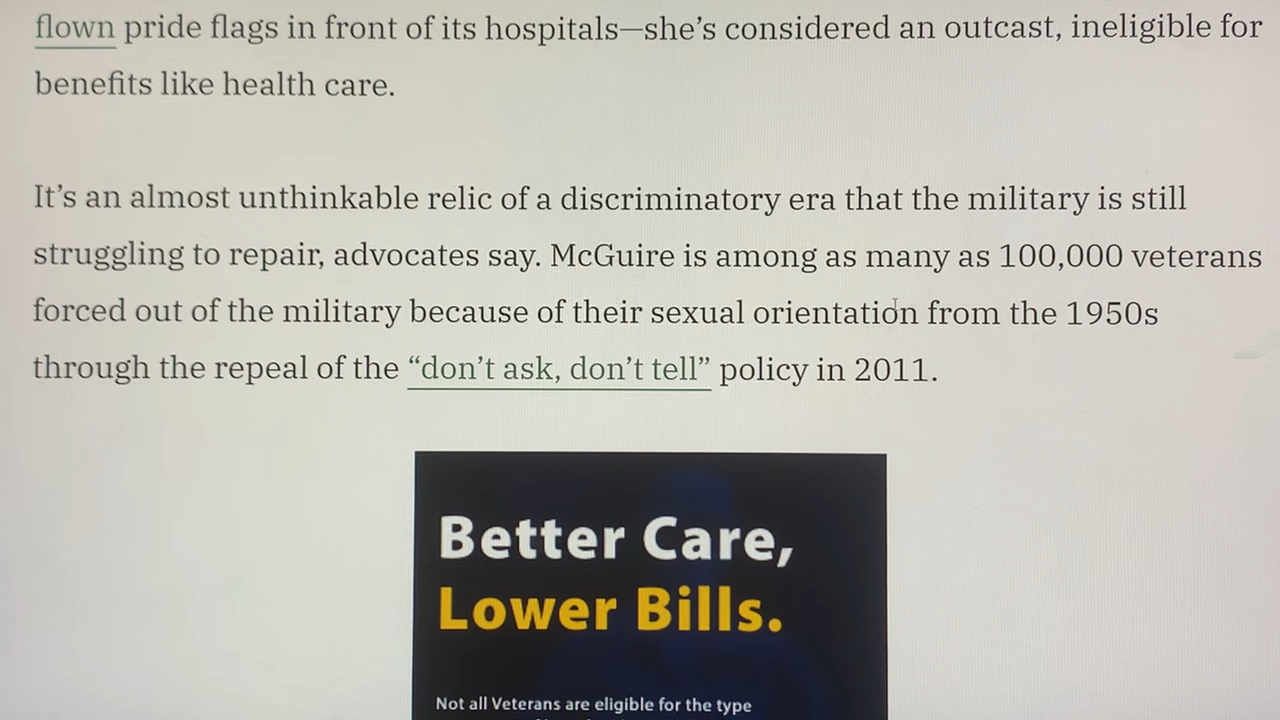 flown pride flags in front of its hospitals—she’s considered an outcast, ineligible for
benefits like health care.
It’s an almost unthinkable relic of a discriminatory era that the military is still
struggling to repair, advocates say. McGuire is among as many as 100,000 veterans
forced out of the military because of their sexual orientation from the 1950s
through the repeal of the “don’t ask, don’t tell” policy in 2011.
Better Care,
Lower Bills.
Not all Veterans are eligible for the type